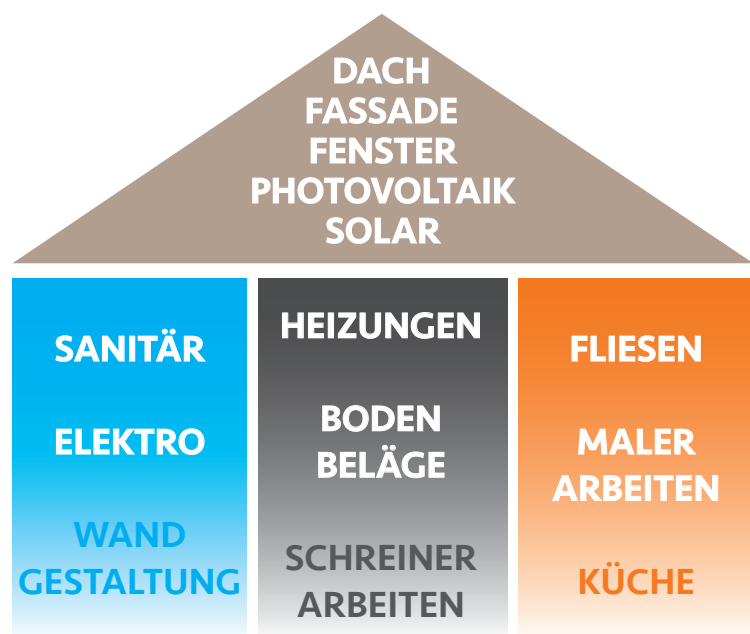 DACH
FASSADE
FENSTER
PHOTOVOLTAIK
SOLAR
SANITÄR
ELEKTRO
WAND
GESTALTUNG
HEIZUNGEN
BODEN
BELÄGE
SCHREINER
ARBEITEN
FLIESEN
MALER
ARBEITEN
KÜCHE